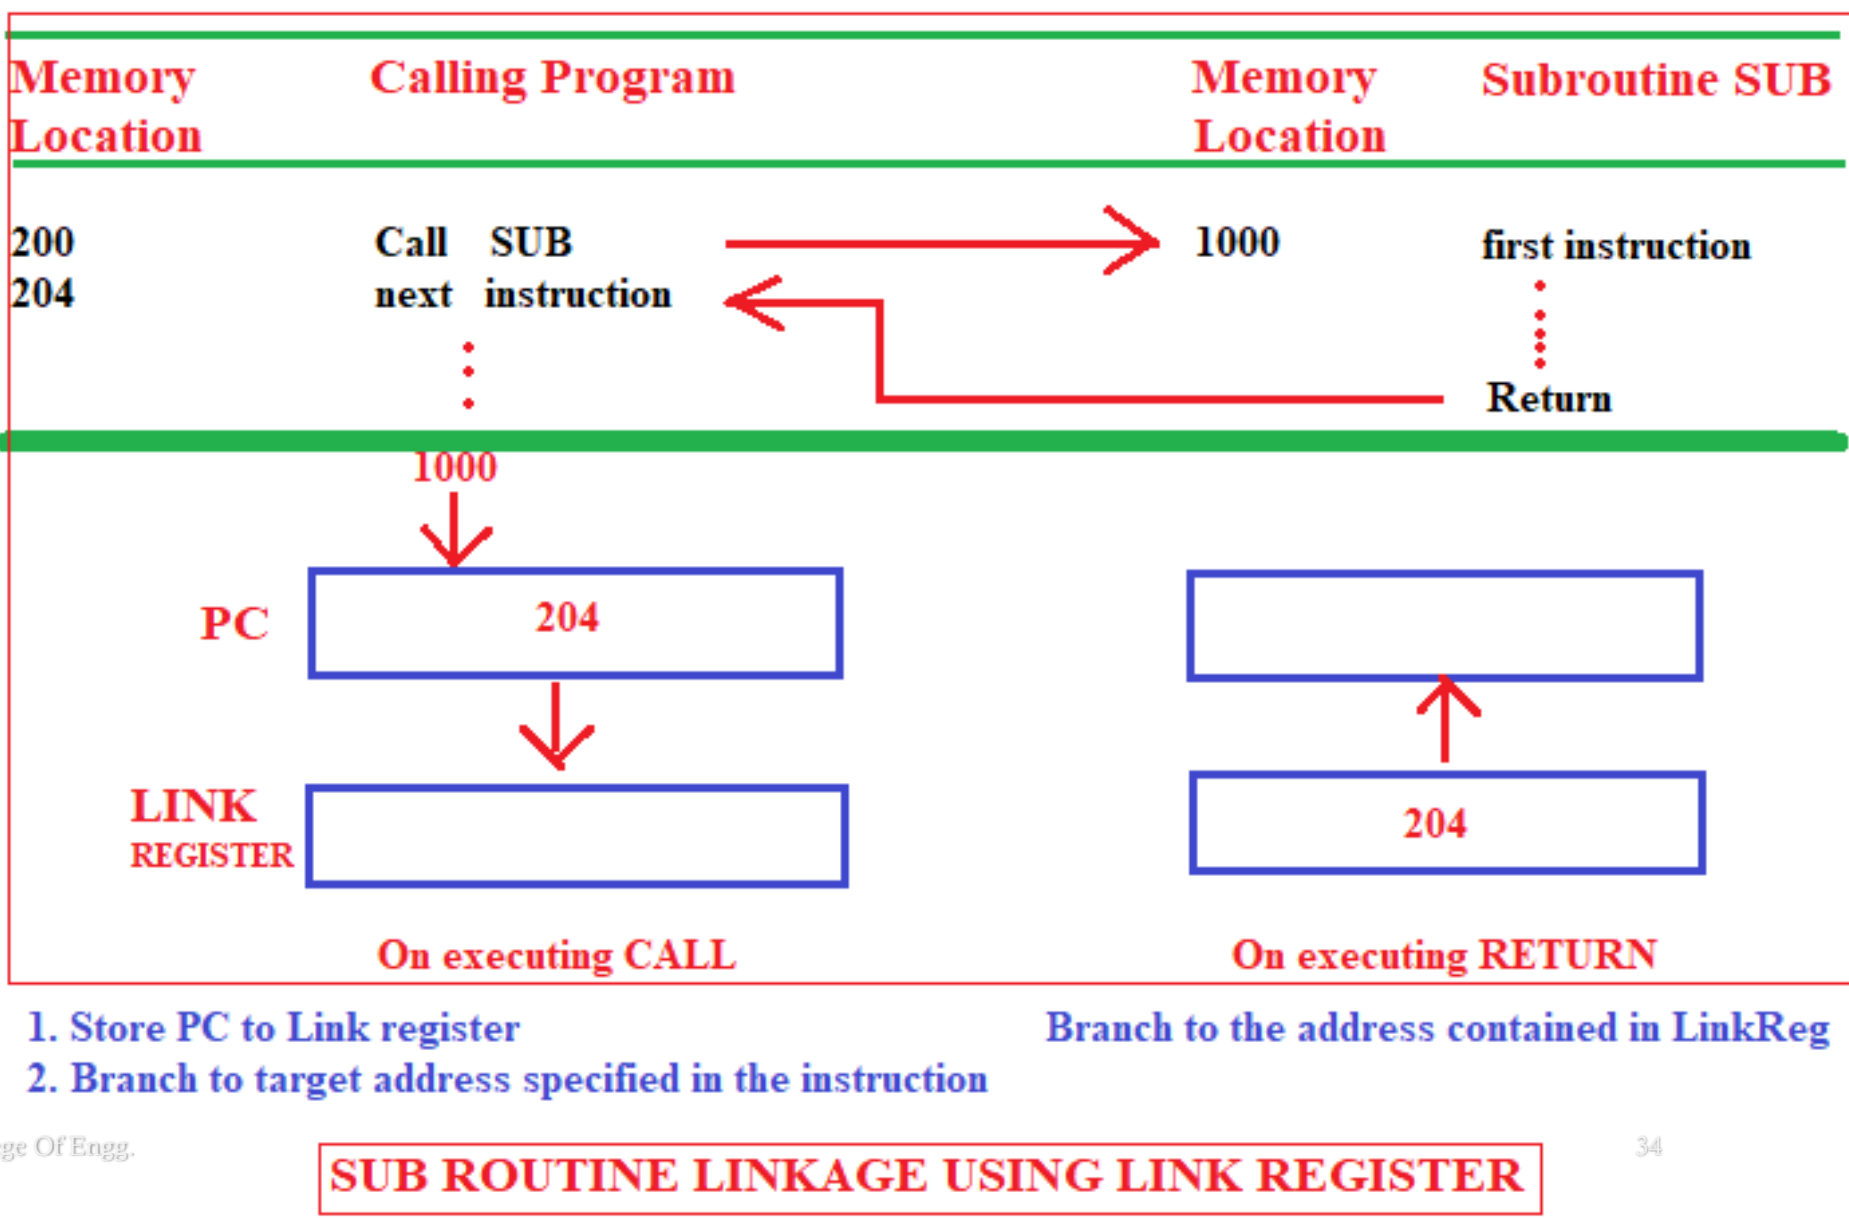 Memory Location
Calling Program
Memory Location
Subroutine SUB
200 Call SUB 1000 first instruction
204 next instruction
Return
1000
PC 204
LINK
REGISTER
204
On executing CALL On executing RETURN
1. Store PC to Link register Branch to the address contained in LinkReg
2. Branch to target address specified in the instruction
ge Of Engg. 34
SUB ROUTINE LINKAGE USING LINK REGISTER